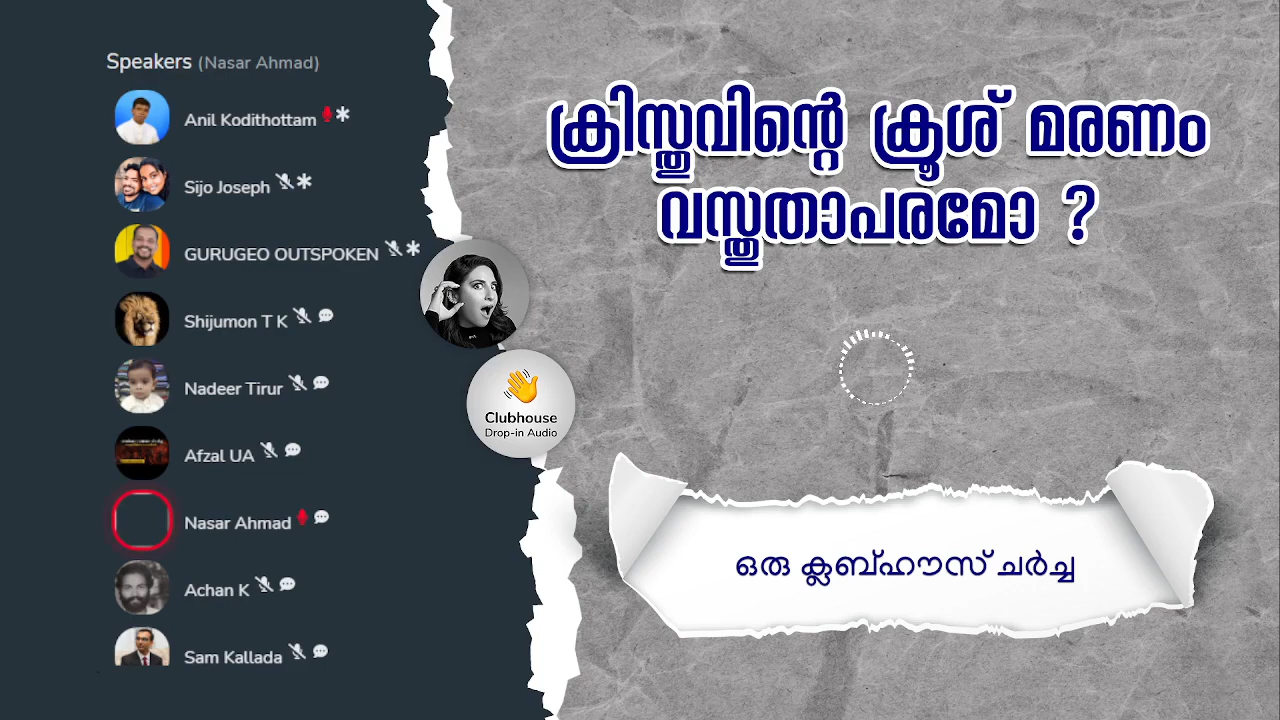 Speakers (Nasar Ahmad)
Anil Kodithottam
Sijo Joseph
GURUGEO OUTSPOKEN
Shijumon T K
Nadeer Tirur
Afzal UA
Nasar Ahmad
Achan K
Sam Kallada
Clubhouse
Drop-in Audio
ക്രിസ്തുവിന്റെ ക്രൂശ് മരണം
വസ്തുതാപരമോ ?
ഒരു ക്ലബ്ഹൗസ് ചർച്ച